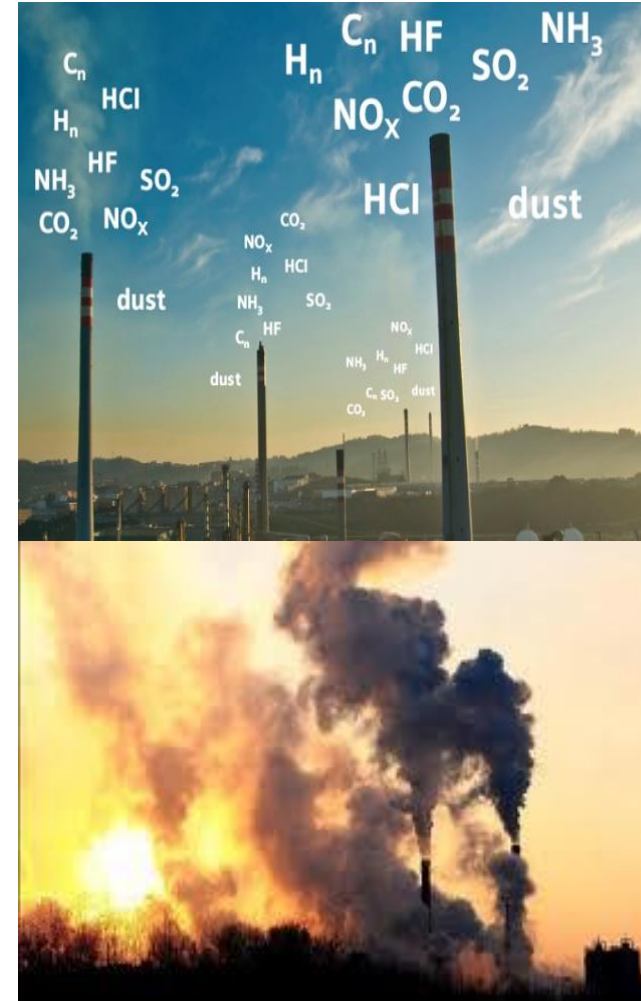 Cₙ
HCl
Hₙ
HF
NH₃
SO₂
CO₂
NOₓ
dust
CO₂
NOₓ
Hₙ
HCl
NH₃
SO₂
Cₙ
HF
dust
NOₓ
HCl
Hₙ
NH₃
HF
Cₙ
SO₂
dust
CO₂
Cₙ
HF
NH₃
Hₙ
SO₂
CO₂
NOₓ
HCl
dust